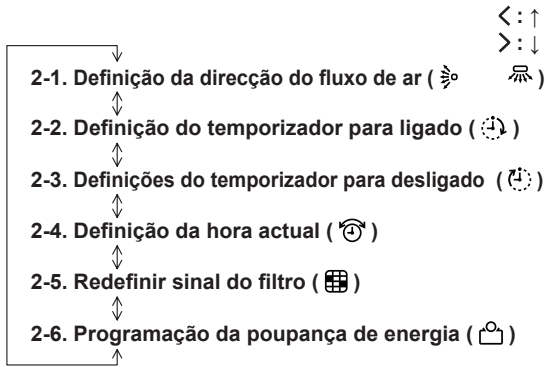 < : ↑
> : ↓
2-1. Definição da direcção do fluxo de ar ( )
2-2. Definição do temporizador para ligado ( )
2-3. Definições do temporizador para desligado ( )
2-4. Definição da hora actual ( )
2-5. Redefinir sinal do filtro ( )
2-6. Programação da poupança de energia ( )